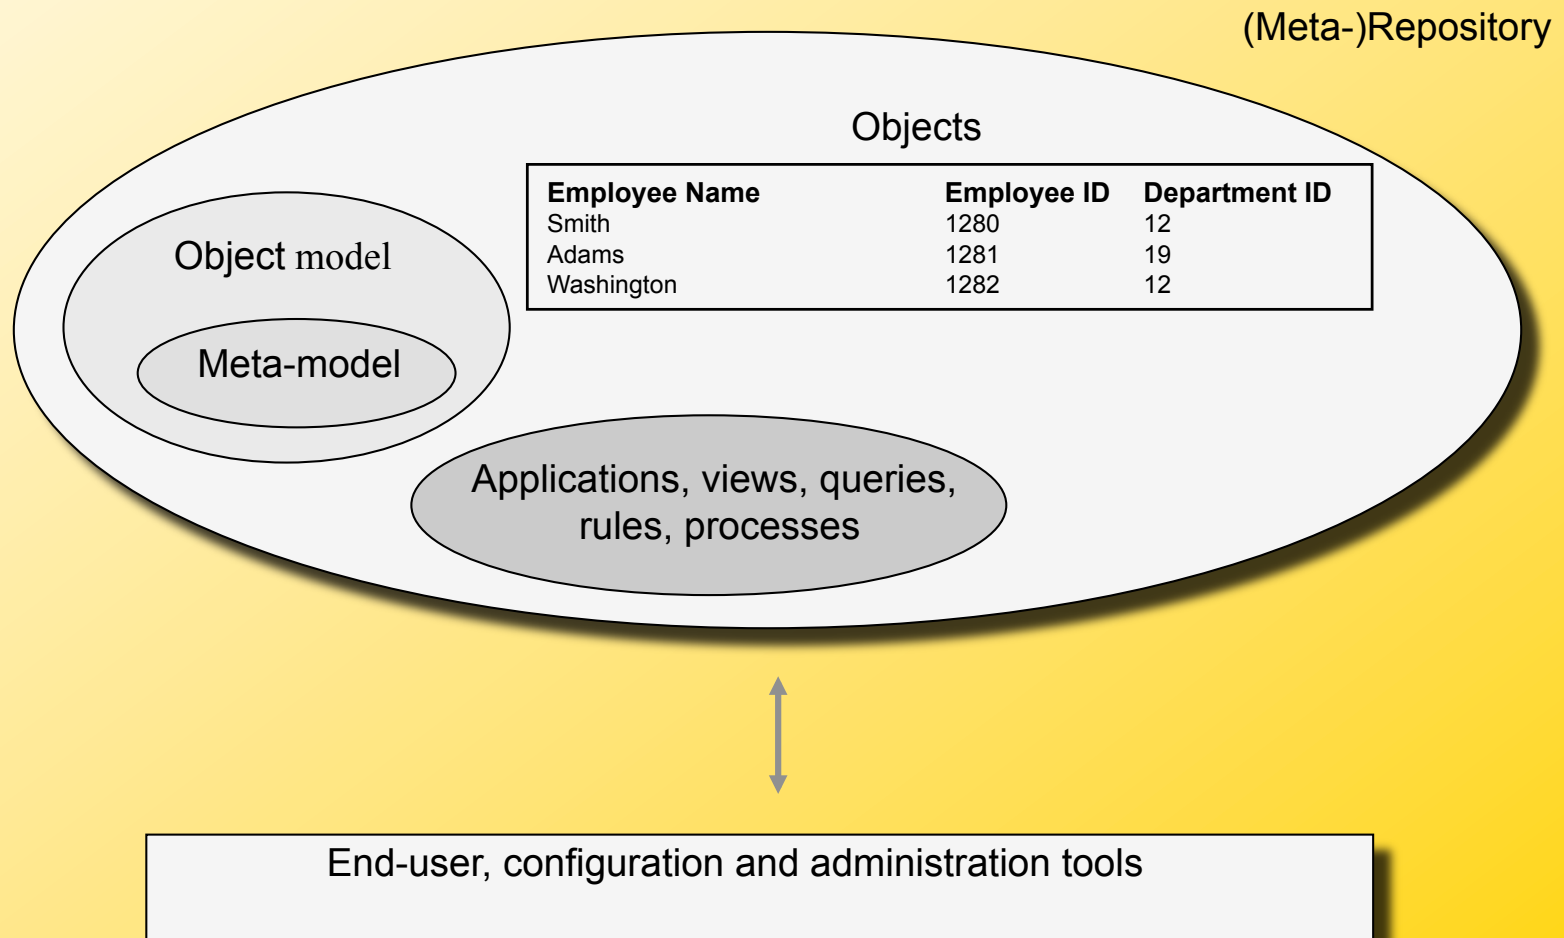 (Meta-)Repository
Objects
Employee Name Employee ID Department ID
Smith 1280 12
Adams 1281 19
Washington 1282 12
Object model
Meta-model
Applications, views, queries,
rules, processes
End-user, configuration and administration tools